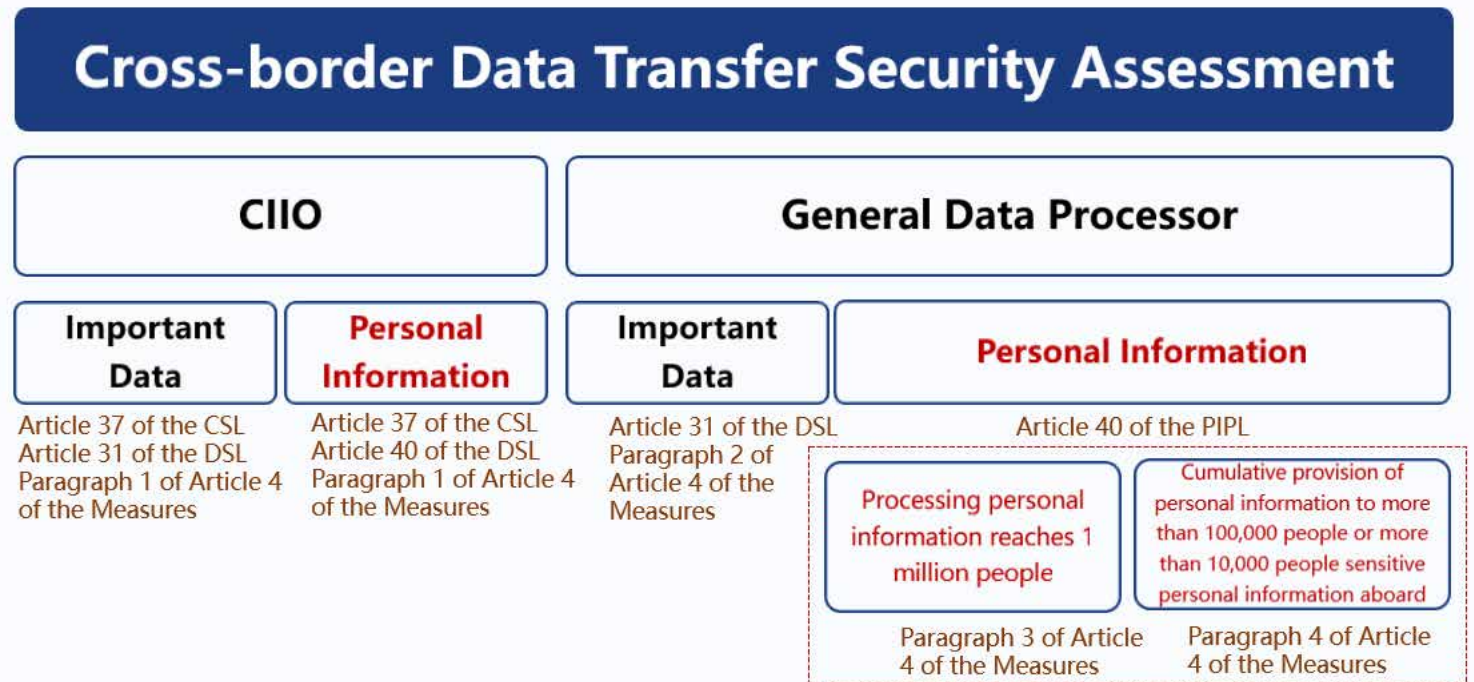 Cross-border Data Transfer Security Assessment
CIIO
General Data Processor
Important
Data
Personal
Information
Important
Data
Personal Information
Article 37 of the CSL
Article 31 of the DSL
Paragraph 1 of Article 4
of the Measures
Article 37 of the CSL
Article 40 of the DSL
Paragraph 1 of Article 4
of the Measures
Article 31 of the DSL
Paragraph 2 of
Article 4 of the
Measures
Article 40 of the PIPL
Processing personal
information reaches 1
million people
Cumulative provision of
personal information to more
than 100,000 people or more
than 10,000 people sensitive
personal information aboard
Paragraph 3 of Article
4 of the Measures
Paragraph 4 of Article
4 of the Measures